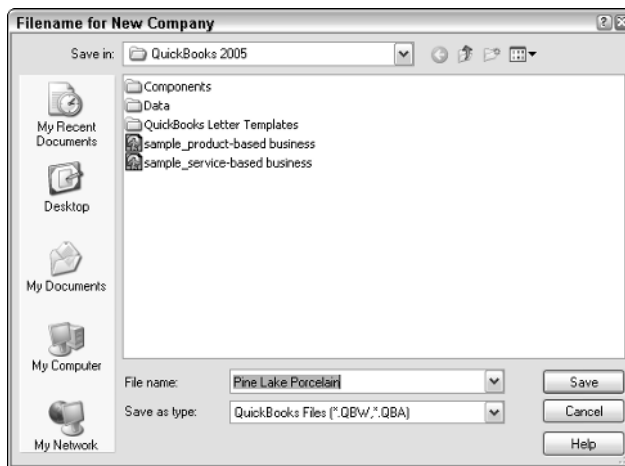 Filename for New Company
Save in: QuickBooks 2005
My Recent Documents
Desktop
My Documents
My Computer
My Network
Components
Data
QuickBooks Letter Templates
sample_product-based business
sample_service-based business
File name: Pine Lake Porcelain Save
Save as type: QuickBooks Files (*.QBW,*.QBA) Cancel
Help